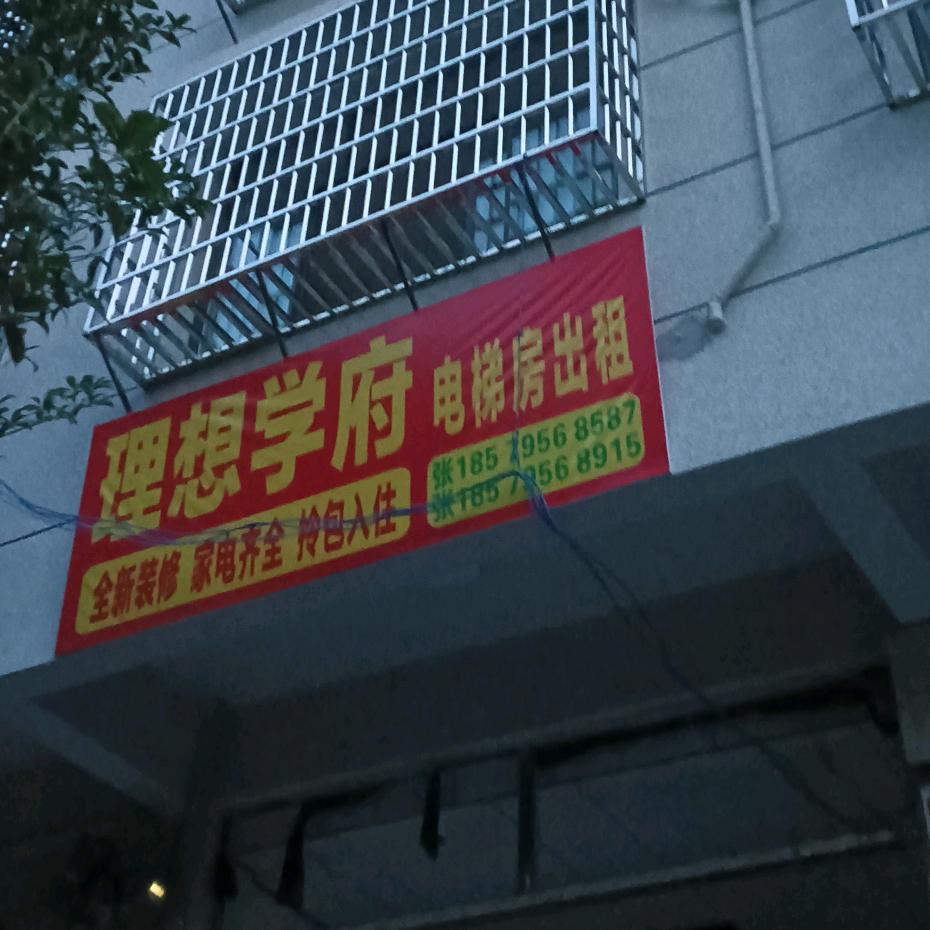 理想学府
电梯房出租
张185 7956 8587
张185 7956 8915
全新装修 家电齐全 拎包入住